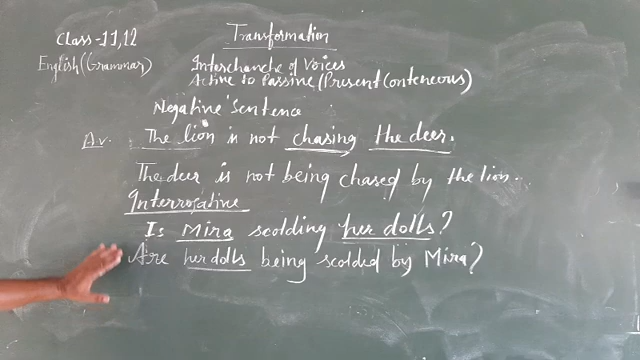 Class-11,12
Transformation
English (Grammar)
Interchante of Voices
Active to Passive (Present Conteneous)
Negative Sentence
Av. The lion is not chasing the deer.
The deer is not being chased by the lion.
Interrogative
Is Mira scolding her dolls?
Are her dolls being scolded by Mira?